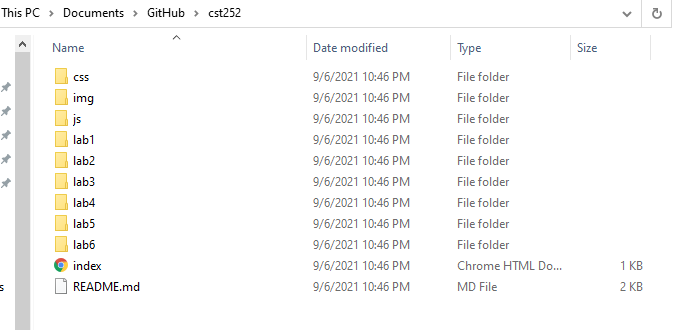 This PC > Documents > GitHub > cst252
Name Date modified Type Size
css 9/6/2021 10:46 PM File folder
img 9/6/2021 10:46 PM File folder
js 9/6/2021 10:46 PM File folder
lab1 9/6/2021 10:46 PM File folder
lab2 9/6/2021 10:46 PM File folder
lab3 9/6/2021 10:46 PM File folder
lab4 9/6/2021 10:46 PM File folder
lab5 9/6/2021 10:46 PM File folder
lab6 9/6/2021 10:46 PM File folder
index 9/6/2021 10:46 PM Chrome HTML Do... 1 KB
README.md 9/6/2021 10:46 PM MD File 2 KB